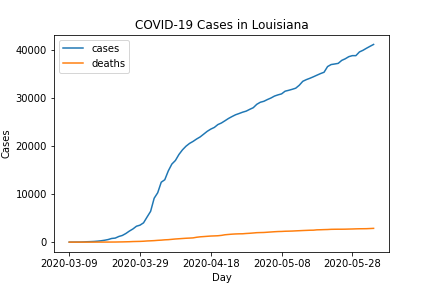 COVID-19 Cases in Louisiana
cases
deaths
40000
30000
20000
10000
0
Cases
2020-03-09 2020-03-29 2020-04-18 2020-05-08 2020-05-28
Day